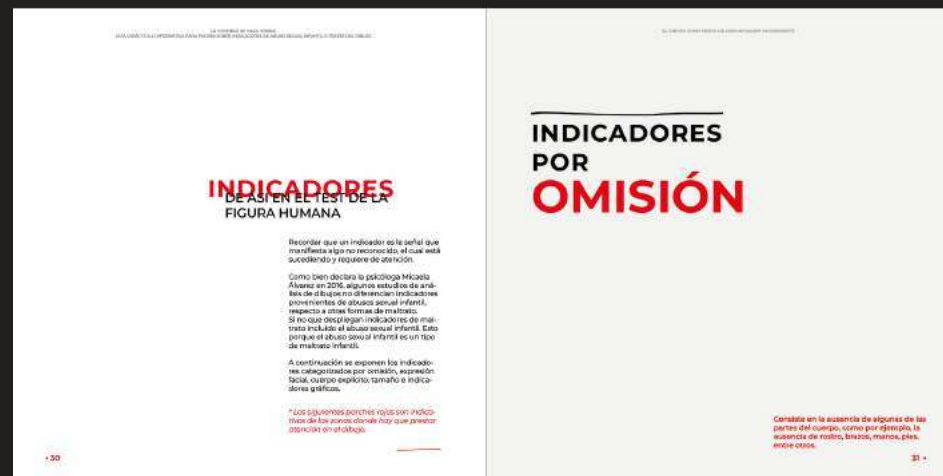 INDICADORES
DE ASI EN EL TEST DE LA
FIGURA HUMANA
Recordar que un indicador es la señal que
manifiesta algo no reconocido, el cual está
sucediendo y requiere de atención.
Como bien declara la psicóloga Micaela
Álvarez en 2016, algunos estudios de aná-
lisis de dibujos no diferencian indicadores
provenientes de abusos sexual infantil,
respecto a otras formas de maltrato.
Si no que despliegan indicadores de mal-
trato incluido el abuso sexual infantil. Esto
porque el abuso sexual infantil es un tipo
de maltrato infantil.
A continuación se exponen los indicado-
res categorizados por omisión, expresión
facial, cuerpo explícito, tamaño e indica-
dores gráficos.
* Los siguientes parches rojos son indica-
tivos de las zonas donde hay que prestar
atención en el dibujo.
• 30
INDICADORES
POR
OMISIÓN
Consiste en la ausencia de algunas de las
partes del cuerpo, como por ejemplo, la
ausencia de rostro, brazos, manos, pies,
entre otros.
31 •